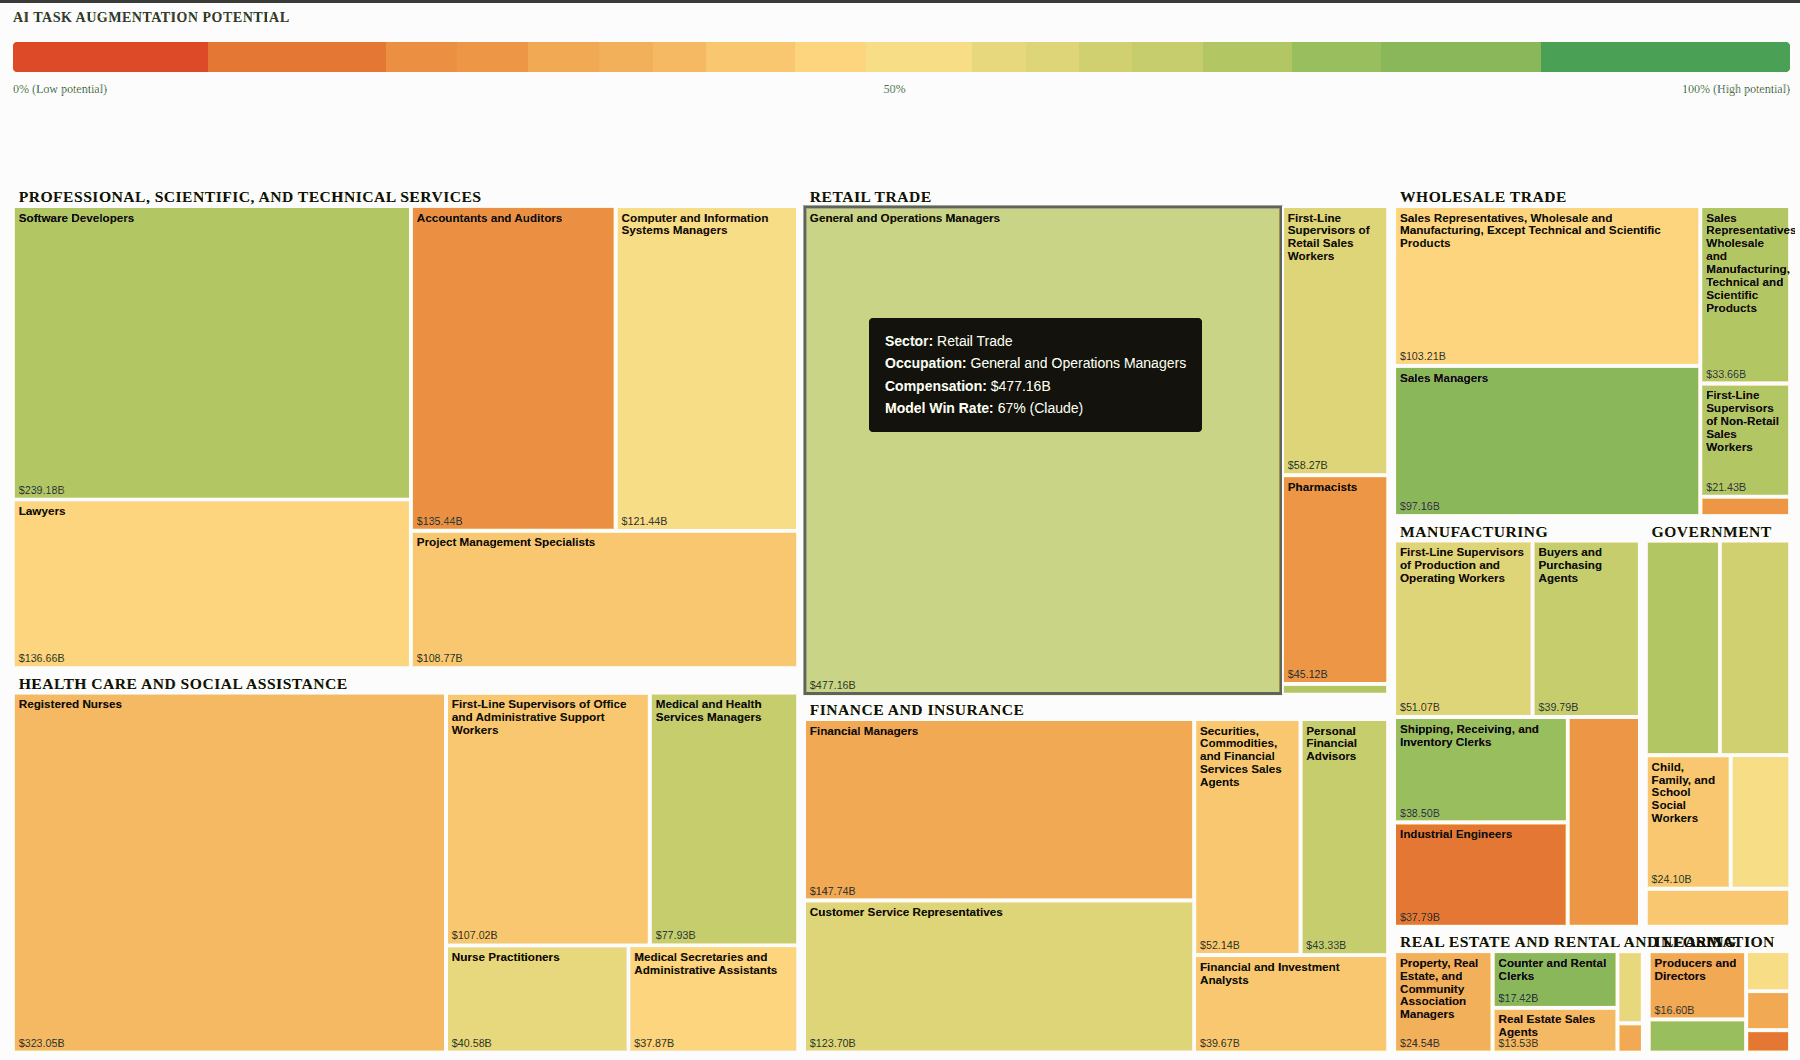 AI TASK AUGMENTATION POTENTIAL
0% (Low potential)
50%
100% (High potential)
PROFESSIONAL, SCIENTIFIC, AND TECHNICAL SERVICES
Software Developers
$239.18B
Lawyers
$136.66B
Accountants and Auditors
$135.44B
Computer and Information
Systems Managers
$121.44B
Project Management Specialists
$108.77B
HEALTH CARE AND SOCIAL ASSISTANCE
Registered Nurses
$323.05B
First-Line Supervisors of Office
and Administrative Support
Workers
$107.02B
Medical and Health
Services Managers
$77.93B
Nurse Practitioners
$40.58B
Medical Secretaries and
Administrative Assistants
$37.87B
RETAIL TRADE
General and Operations Managers
Sector: Retail Trade
Occupation: General and Operations Managers
Compensation: $477.16B
Model Win Rate: 67% (Claude)
$477.16B
First-Line
Supervisors of
Retail Sales
Workers
$58.27B
Pharmacists
$45.12B
FINANCE AND INSURANCE
Financial Managers
$147.74B
Customer Service Representatives
$123.70B
Securities,
Commodities,
and Financial
Services Sales
Agents
$52.14B
Personal
Financial
Advisors
$43.33B
Financial and Investment
Analysts
$39.67B
WHOLESALE TRADE
Sales Representatives, Wholesale and
Manufacturing, Except Technical and Scientific
Products
$103.21B
Sales Managers
$97.16B
Sales
Representatives,
Wholesale
and
Manufacturing,
Technical and
Scientific
Products
$33.66B
First-Line
Supervisors
of Non-Retail
Sales
Workers
$21.43B
MANUFACTURING
First-Line Supervisors
of Production and
Operating Workers
$51.07B
Buyers and
Purchasing
Agents
$39.79B
Shipping, Receiving, and
Inventory Clerks
$38.50B
Industrial Engineers
$37.79B
GOVERNMENT
Child,
Family, and
School
Social
Workers
$24.10B
REAL ESTATE AND RENTAL AND LEASING
Property, Real
Estate, and
Community
Association
Managers
$24.54B
Counter and Rental
Clerks
$17.42B
Real Estate Sales
Agents
$13.53B
INFORMATION
Producers and
Directors
$16.60B